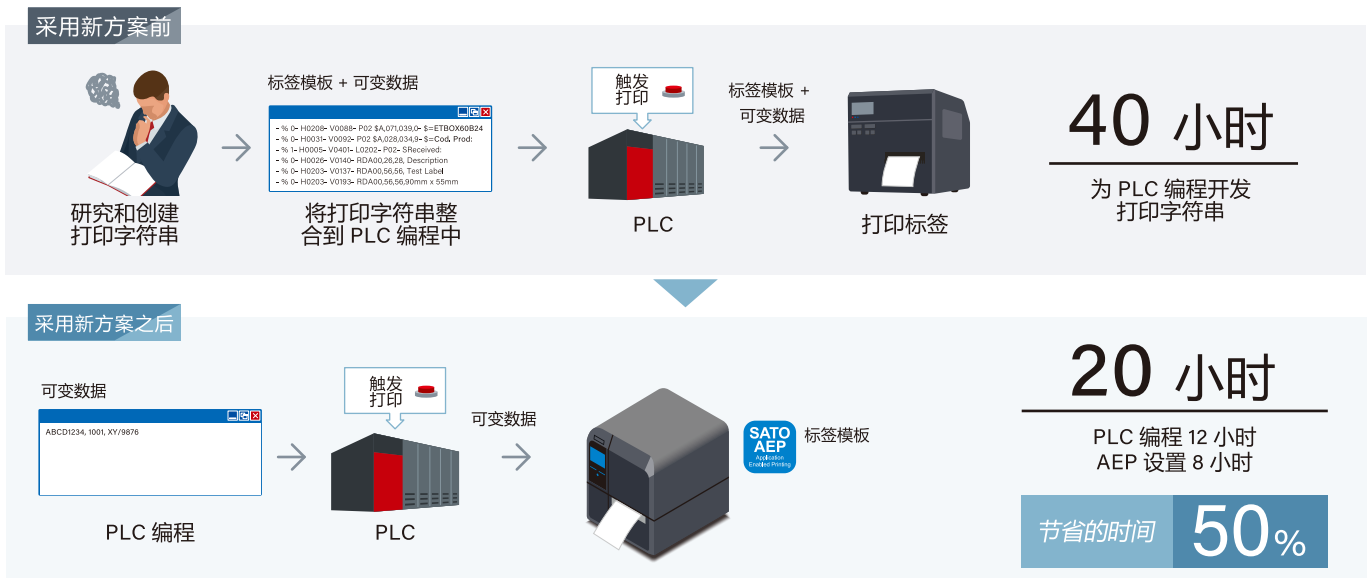 采用新方案前
标签模板 + 可变数据
- % 0- H0208- V0088- P02 $A,071,039,0- $=ETBOX60B24
- % 0- H0031- V0092- P02 $A,028,034,9- $=Cod. Prod:
- % 1- H0005- V0401- L0202- P02- SReceived:
- % 0- H0026- V0140- RDA00,26,28, Description
- % 0- H0203- V0137- RDA00,56,56, Test Label
- % 0- H0203- V0193- RDA00,56,56,90mm x 55mm
触发
打印
标签模板 +
可变数据
研究和创建
打印字符串
将打印字符串整
合到 PLC 编程中
PLC
打印标签
40 小时
为 PLC 编程开发
打印字符串
采用新方案之后
可变数据
ABCD1234, 1001, XY/9876
PLC 编程
触发
打印
PLC
可变数据
SATO
AEP
Application
Enabled Printing
标签模板
20 小时
PLC 编程 12 小时
AEP 设置 8 小时
节省的时间 50%